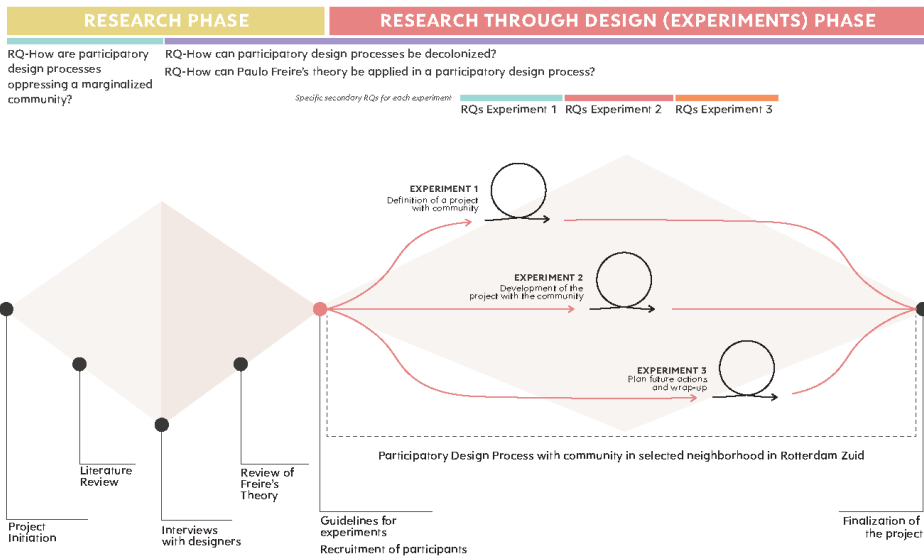 RESEARCH PHASE
RESEARCH THROUGH DESIGN (EXPERIMENTS) PHASE
RQ-How are participatory
design processes
oppressing a marginalized
community?
RQ-How can participatory design processes be decolonized?
RQ-How can Paulo Freire's theory be applied in a participatory design process?
Specific secondary RQs for each experiment
RQs Experiment 1
RQs Experiment 2
RQs Experiment 3
EXPERIMENT 1
Definition of a project
with community
EXPERIMENT 2
Development of the
project with the community
EXPERIMENT 3
Plan future actions
and wrap-up
Participatory Design Process with community in selected neighborhood in Rotterdam Zuid
Literature
Review
Review of
Freire's
Theory
Project
Initiation
Interviews
with designers
Guidelines for
experiments
Recruitment of participants
Finalization of
the project